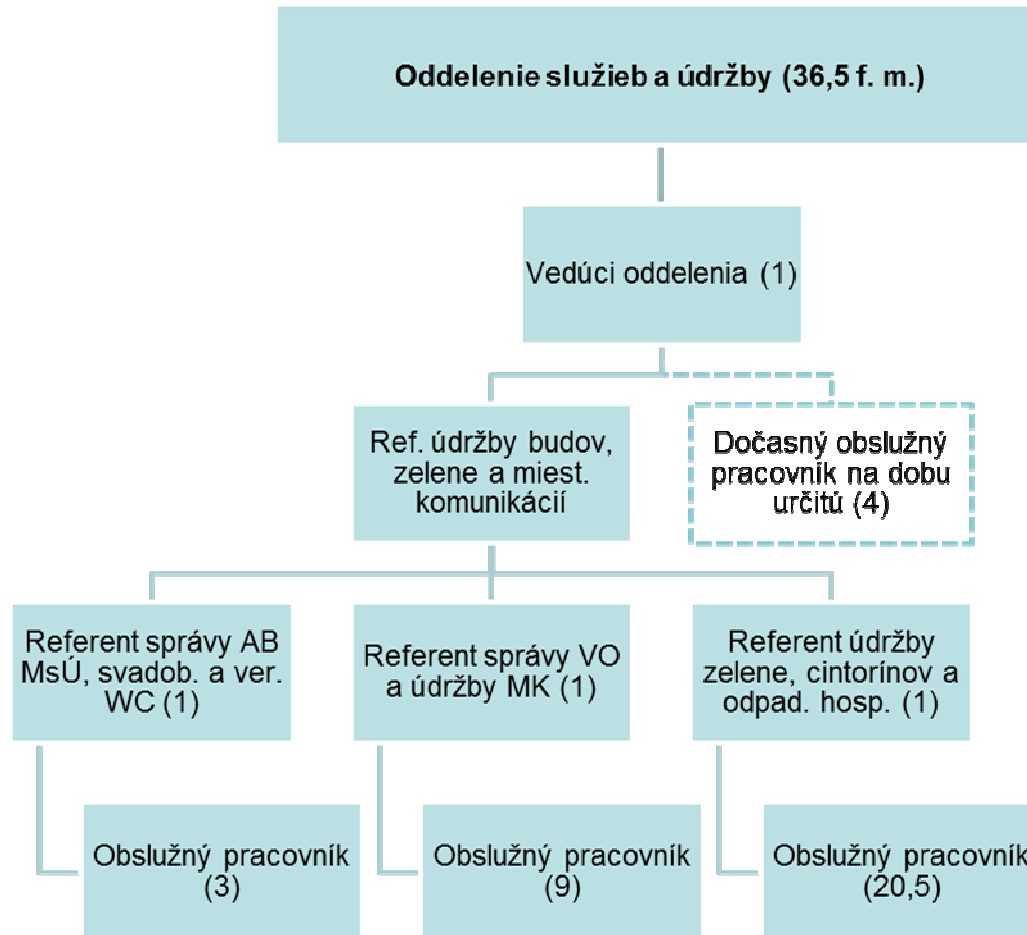 Oddelenie služieb a údržby (36,5 f. m.)
Vedúci oddelenia (1)
Ref. údržby budov,
zelene a miest.
komunikácií
Dočasný obslužný
pracovník na dobu
určitú (4)
Referent správy AB
MsÚ, svadob. a ver.
WC (1)
Referent správy VO
a údržby MK (1)
Referent údržby
zelene, cintorínov a
odpad. hosp. (1)
Obslužný pracovník
(3)
Obslužný pracovník
(9)
Obslužný pracovník
(20,5)